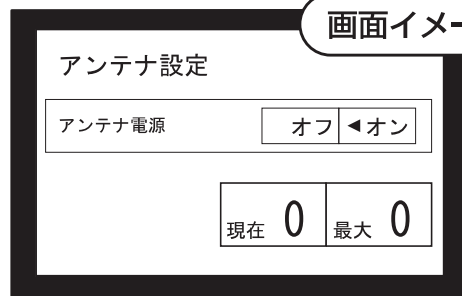 画面イメー
アンテナ設定
アンテナ電源 オフ ◀オン
現在 0 最大 0